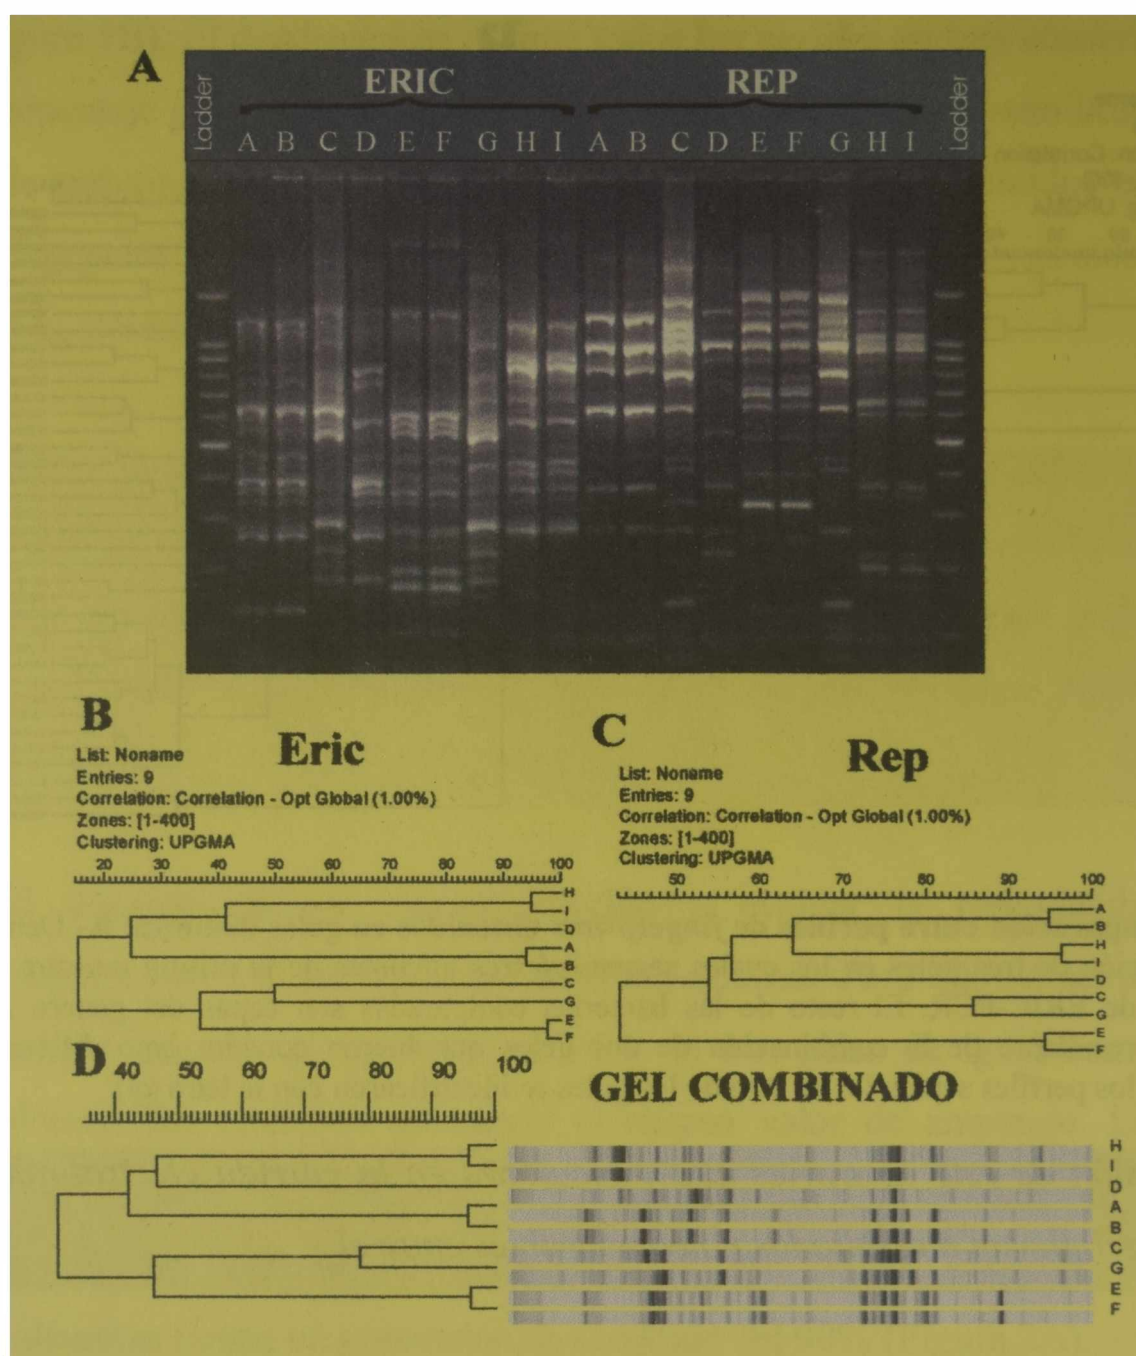 A
ERIC REP
Ladder A B C D E F G H I A B C D E F G H I Ladder
B
Eric
List: Noname
Entries: 9
Correlation: Correlation - Opt Global (1.00%)
Zones: [1-400]
Clustering: UPGMA
20 30 40 50 60 70 80 90 100
H
I
D
A
B
C
G
E
F
C
Rep
List: Noname
Entries: 9
Correlation: Correlation - Opt Global (1.00%)
Zones: [1-400]
Clustering: UPGMA
50 60 70 80 90 100
A
B
H
I
D
C
G
E
F
D
40 50 60 70 80 90 100
GEL COMBINADO
H
I
D
A
B
C
G
E
F